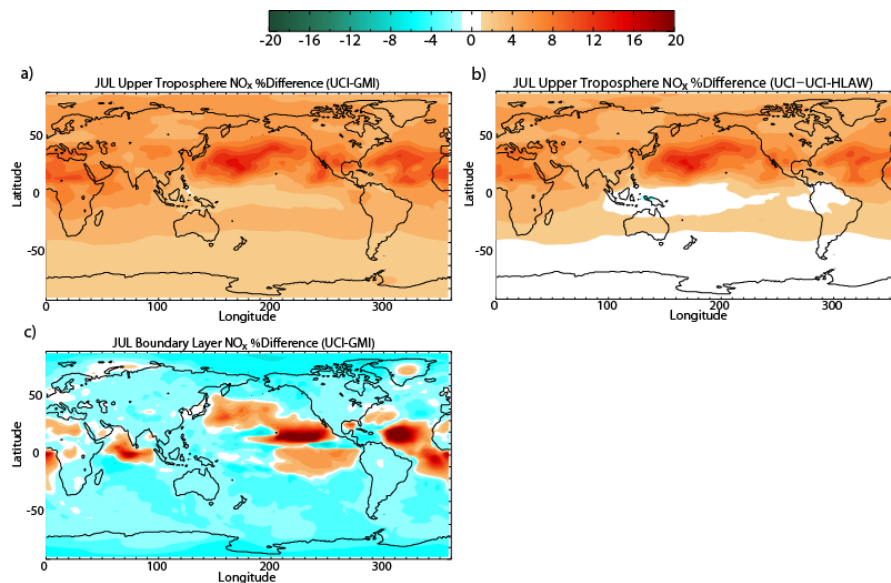 -20 -16 -12 -8 -4 0 4 8 12 16 20
a)
JUL Upper Troposphere NOx %Difference (UCI-GMI)
50
0
-50
Latitude
0 100 200 300
Longitude
b)
JUL Upper Troposphere NOx %Difference (UCI−UCI-HLAW)
50
0
-50
Latitude
0 100 200 300
Longitude
c)
JUL Boundary Layer NOx %Difference (UCI-GMI)
50
0
-50
Latitude
0 100 200 300
Longitude